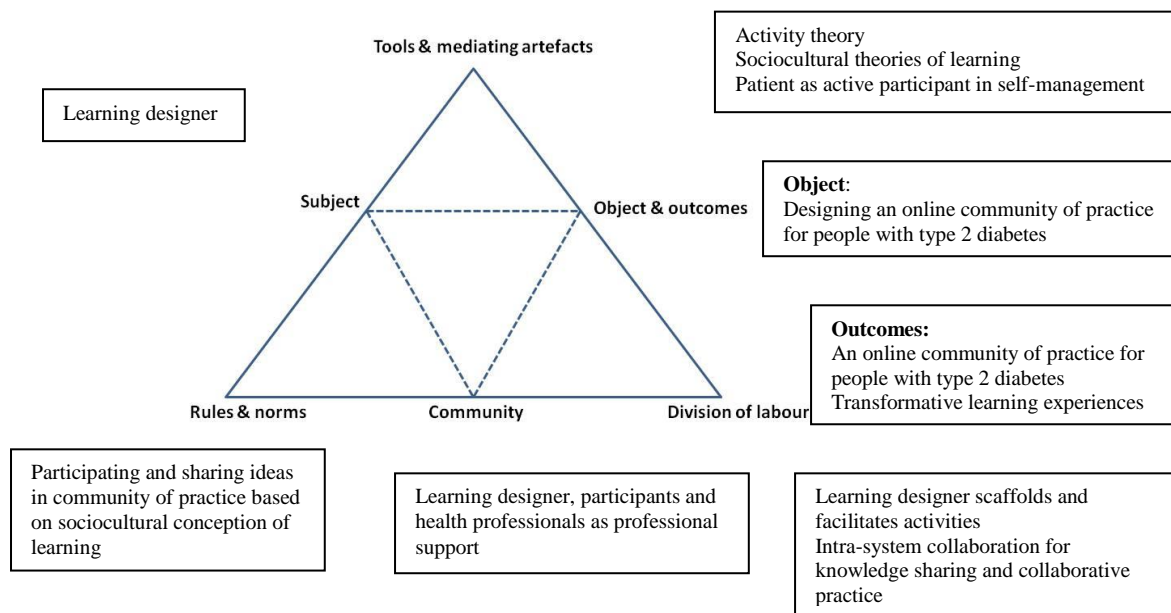 Tools & mediating artefacts
Activity theory
Sociocultural theories of learning
Patient as active participant in self-management
Learning designer
Subject
Object & outcomes
Object:
Designing an online community of practice
for people with type 2 diabetes
Outcomes:
An online community of practice for
people with type 2 diabetes
Transformative learning experiences
Rules & norms
Community
Division of labour
Participating and sharing ideas
in community of practice based
on sociocultural conception of
learning
Learning designer, participants and
health professionals as professional
support
Learning designer scaffolds and
facilitates activities
Intra-system collaboration for
knowledge sharing and collaborative
practice